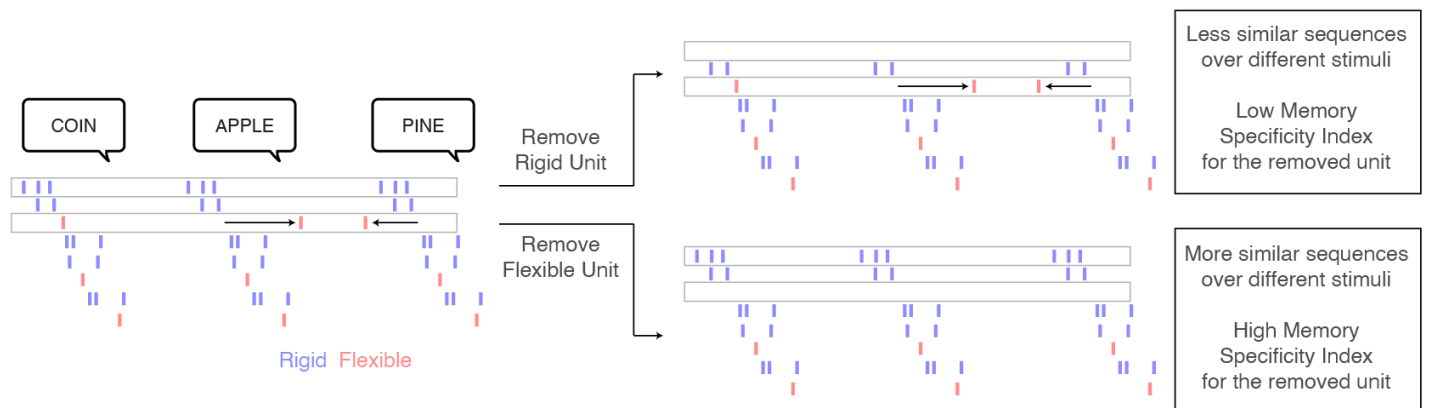 COIN
APPLE
PINE
Rigid Flexible
Remove
Rigid Unit
Remove
Flexible Unit
Less similar sequences
over different stimuli
Low Memory
Specificity Index
for the removed unit
More similar sequences
over different stimuli
High Memory
Specificity Index
for the removed unit